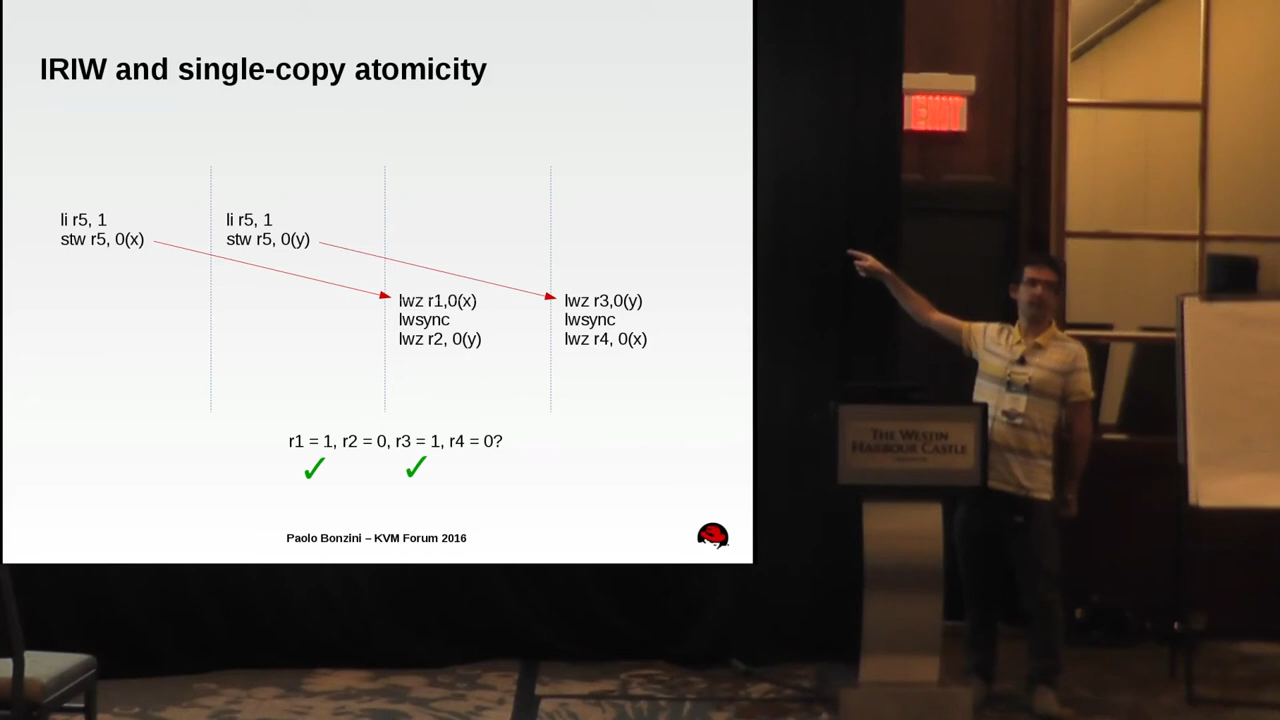 IRIW and single-copy atomicity
li r5, 1
stw r5, 0(x)
li r5, 1
stw r5, 0(y)
lwz r1,0(x)
lwsync
lwz r2, 0(y)
lwz r3,0(y)
lwsync
lwz r4, 0(x)
r1 = 1, r2 = 0, r3 = 1, r4 = 0?
Paolo Bonzini – KVM Forum 2016
EXIT
THE WESTIN
HARBOUR CASTLE